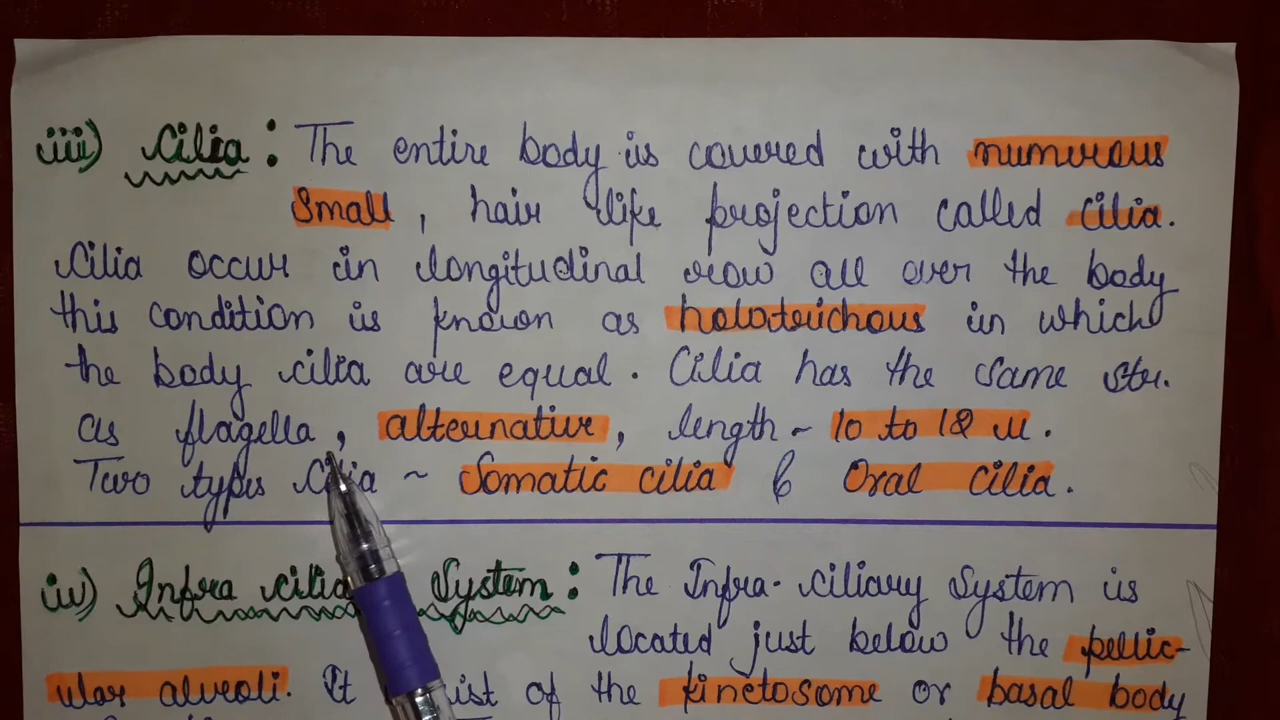 iii) Cilia : The entire body is covered with numerous
small , hair like projection called cilia.
Cilia occur in longitudinal row all over the body
this condition is known as holotrichous in which
the body cilia are equal . Cilia has the same str.
as flagella , alternative , length ~ 10 to 12 u .
Two types Cilia ~ Somatic cilia & Oral cilia .
iv) Infra System : The Infra - ciliary system is
located just below the pellic-
ular alveoli. It of the kinetosome or basal body